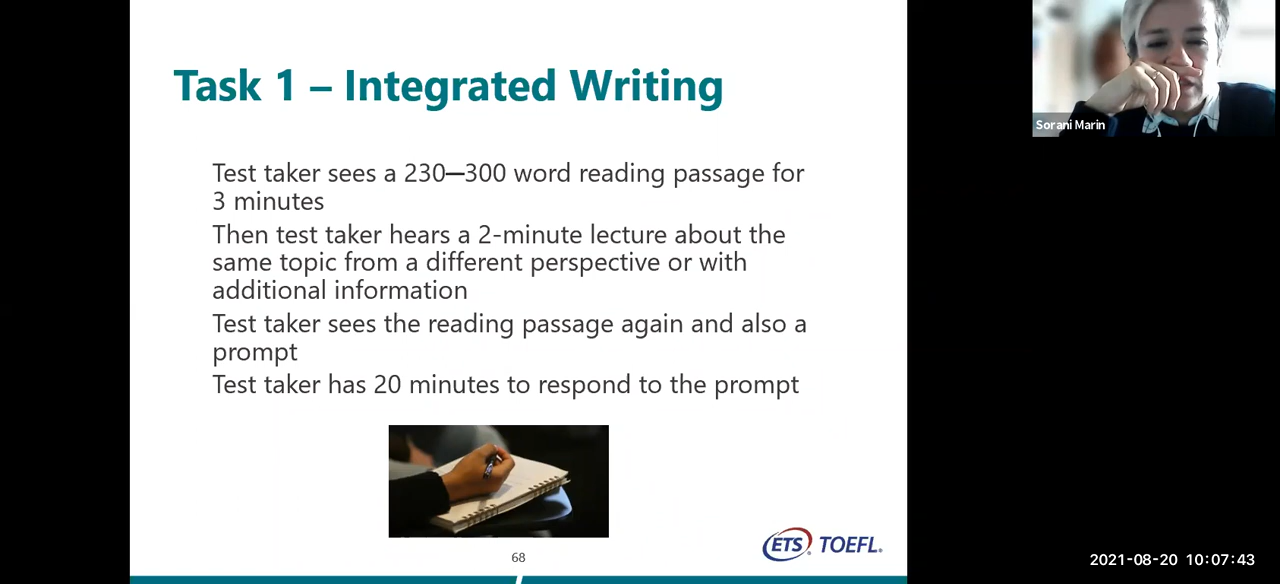 Task 1 – Integrated Writing
Sorani Marin
Test taker sees a 230–300 word reading passage for
3 minutes
Then test taker hears a 2-minute lecture about the
same topic from a different perspective or with
additional information
Test taker sees the reading passage again and also a
prompt
Test taker has 20 minutes to respond to the prompt
68
ETS® TOEFL®
2021-08-20 10:07:43